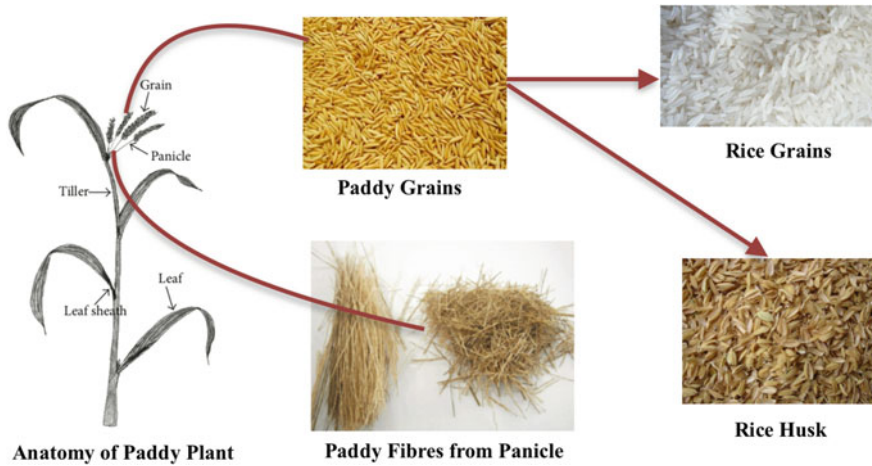 Grain
Panicle
Tiller
Leaf
Leaf sheath
Anatomy of Paddy Plant
Paddy Grains
Paddy Fibres from Panicle
Rice Grains
Rice Husk